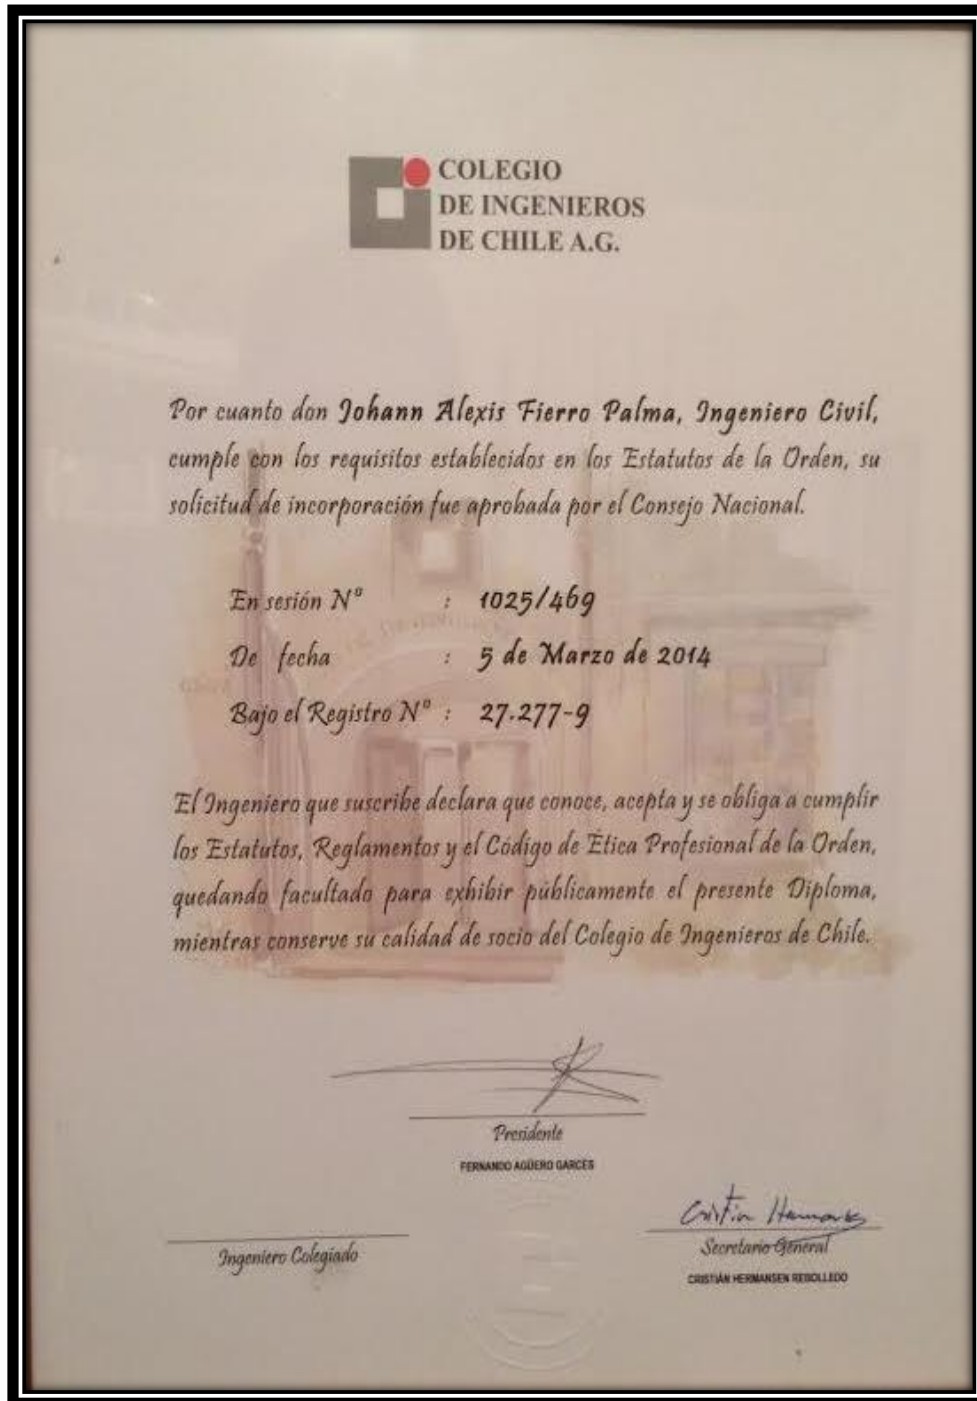 COLEGIO
DE INGENIEROS
DE CHILE A.G.
Por cuanto don Johann Alexis Fierro Palma, Ingeniero Civil,
cumple con los requisitos establecidos en los Estatutos de la Orden, su
solicitud de incorporación fue aprobada por el Consejo Nacional.
En sesión Nº : 1025/469
De fecha : 5 de Marzo de 2014
Bajo el Registro Nº : 27.277-9
El Ingeniero que suscribe declara que conoce, acepta y se obliga a cumplir
los Estatutos, Reglamentos y el Código de Ética Profesional de la Orden,
quedando facultado para exhibir públicamente el presente Diploma,
mientras conserve su calidad de socio del Colegio de Ingenieros de Chile.
Presidente
FERNANDO AGÜERO GARCÉS
Cristián Hermansen
Ingeniero Colegiado
Secretario General
CRISTIÁN HERMANSEN REBOLLEDO